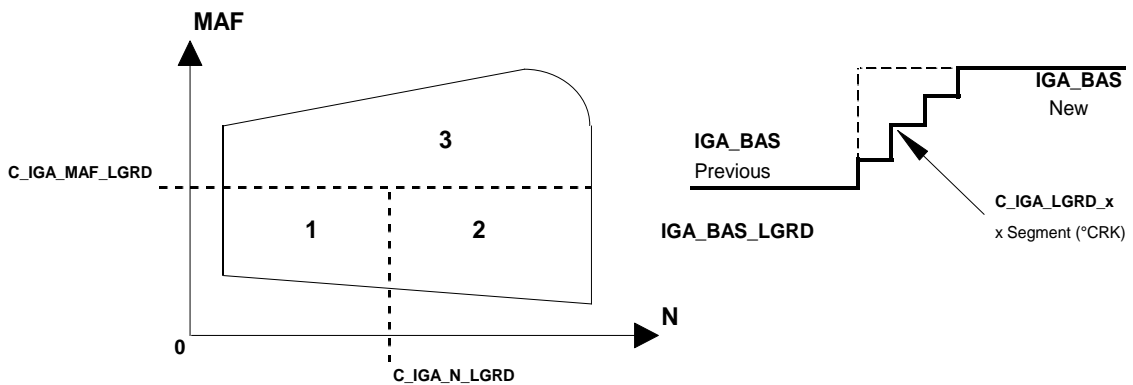 MAF
C_IGA_MAF_LGRD
3
1
2
0
N
C_IGA_N_LGRD
IGA_BAS
Previous
IGA_BAS
New
IGA_BAS_LGRD
C_IGA_LGRD_x
x Segment (°CRK)